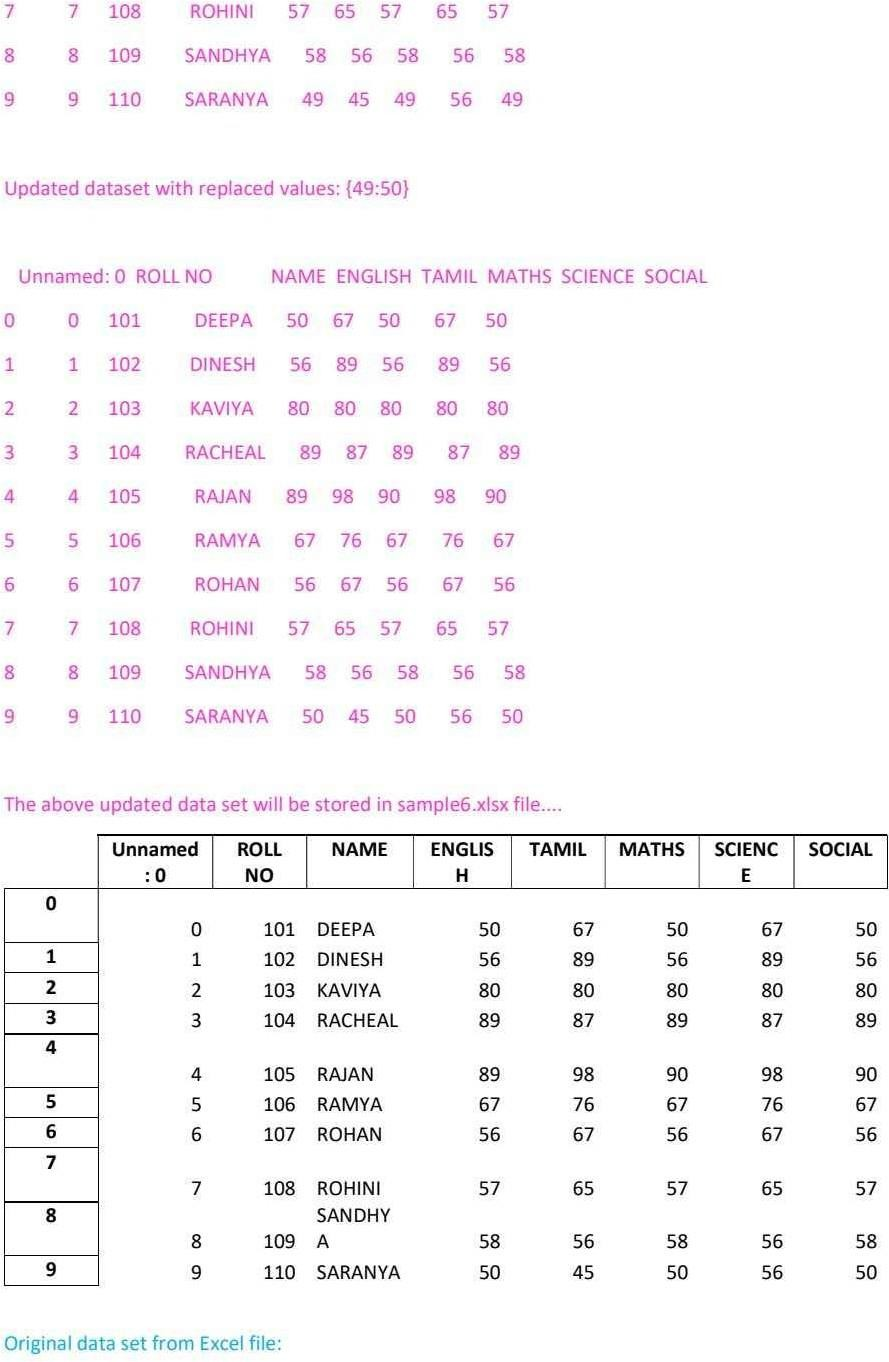 7 7 108 ROHINI 57 65 57 65 57
8 8 109 SANDHYA 58 56 58 56 58
9 9 110 SARANYA 49 45 49 56 49
Updated dataset with replaced values: {49:50}
Unnamed: 0 ROLL NO NAME ENGLISH TAMIL MATHS SCIENCE SOCIAL
0 0 101 DEEPA 50 67 50 67 50
1 1 102 DINESH 56 89 56 89 56
2 2 103 KAVIYA 80 80 80 80 80
3 3 104 RACHEAL 89 87 89 87 89
4 4 105 RAJAN 89 98 90 98 90
5 5 106 RAMYA 67 76 67 76 67
6 6 107 ROHAN 56 67 56 67 56
7 7 108 ROHINI 57 65 57 65 57
8 8 109 SANDHYA 58 56 58 56 58
9 9 110 SARANYA 50 45 50 56 50
The above updated data set will be stored in sample6.xlsx file....
Unnamed ROLL NAME ENGLIS TAMIL MATHS SCIENC SOCIAL
: 0 NO H E
0
0 101 DEEPA 50 67 50 67 50
1 1 102 DINESH 56 89 56 89 56
2 2 103 KAVIYA 80 80 80 80 80
3 3 104 RACHEAL 89 87 89 87 89
4
4 105 RAJAN 89 98 90 98 90
5 5 106 RAMYA 67 76 67 76 67
6 6 107 ROHAN 56 67 56 67 56
7
7 108 ROHINI 57 65 57 65 57
8 SANDHY
8 109 A 58 56 58 56 58
9 9 110 SARANYA 50 45 50 56 50
Original data set from Excel file: